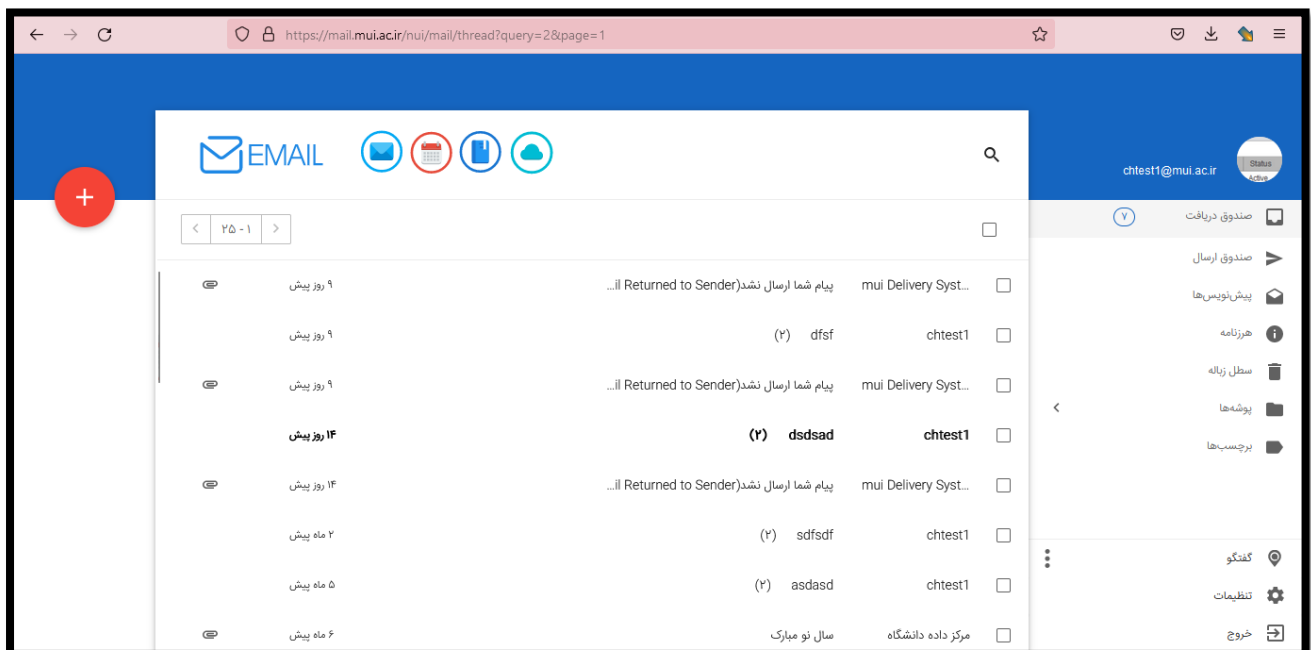 https://mail.mui.ac.ir/nui/mail/thread?query=2&page=1
EMAIL
chtest1@mui.ac.ir
Status
Active
۱ - ۲۵
صندوق دریافت ۷
صندوق ارسال
پیش‌نویس‌ها
هرزنامه
سطل زباله
پوشه‌ها
برچسب‌ها
گفتگو
تنظیمات
خروج
mui Delivery Syst... پیام شما ارسال نشد(il Returned to Sender... ۹ روز پیش
chtest1 dfsf (۲) ۹ روز پیش
mui Delivery Syst... پیام شما ارسال نشد(il Returned to Sender... ۹ روز پیش
chtest1 dsdsad (۲) ۱۴ روز پیش
mui Delivery Syst... پیام شما ارسال نشد(il Returned to Sender... ۱۴ روز پیش
chtest1 sdfsdf (۲) ۲ ماه پیش
chtest1 asdasd (۲) ۵ ماه پیش
مرکز داده دانشگاه سال نو مبارک ۶ ماه پیش